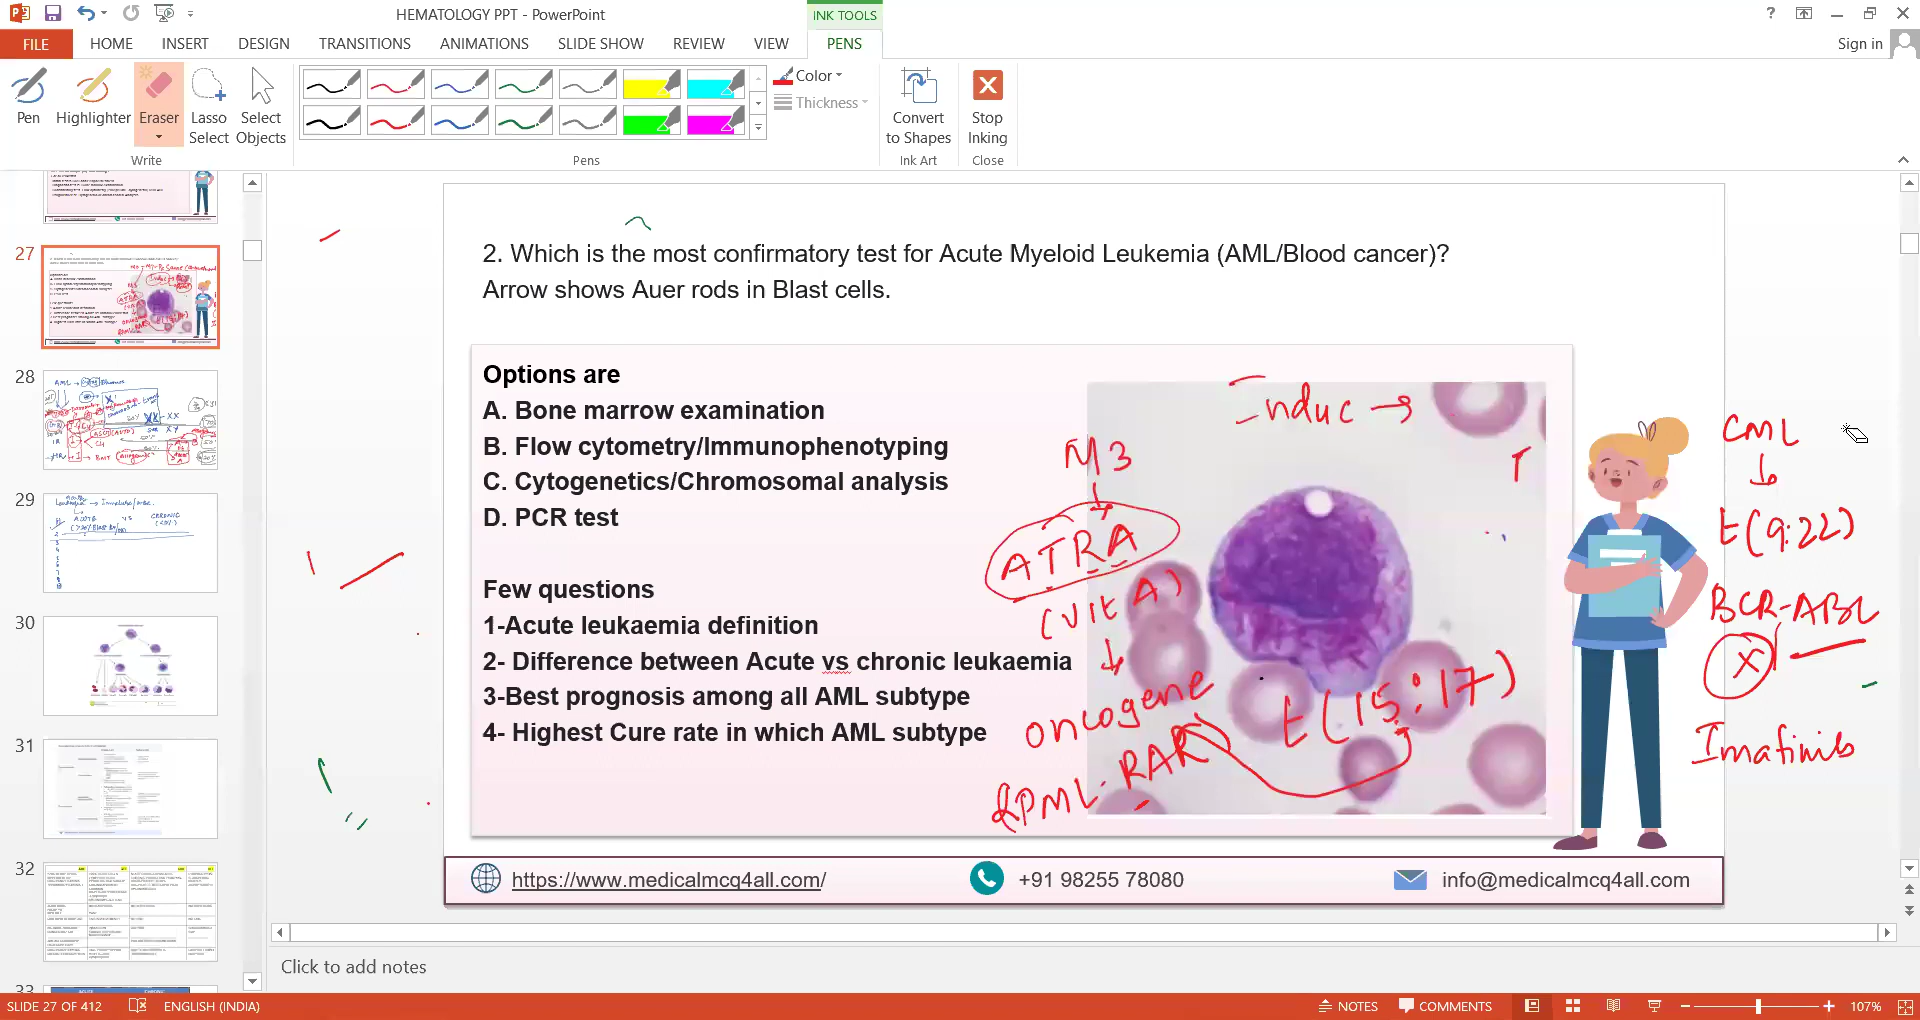 HEMATOLOGY PPT - PowerPoint
INK TOOLS
Sign in
FILE
HOME
INSERT
DESIGN
TRANSITIONS
ANIMATIONS
SLIDE SHOW
REVIEW
VIEW
PENS
Pen
Highlighter
Eraser
Lasso Select
Select Objects
Write
Pens
Color
Thickness
Convert to Shapes
Ink Art
Stop Inking
Close
27
28
29
30
31
32
33
2. Which is the most confirmatory test for Acute Myeloid Leukemia (AML/Blood cancer)?
Arrow shows Auer rods in Blast cells.
Options are
A. Bone marrow examination
B. Flow cytometry/Immunophenotyping
C. Cytogenetics/Chromosomal analysis
D. PCR test
Few questions
1-Acute leukaemia definition
2- Difference between Acute vs chronic leukaemia
3-Best prognosis among all AML subtype
4- Highest Cure rate in which AML subtype
Induc →
M3
ATRA
(Vit A)
oncogene
PML-RAR
t(15:17)
CML
t(9:22)
BCR-ABL
X
Imatinib
https://www.medicalmcq4all.com/
+91 98255 78080
info@medicalmcq4all.com
Click to add notes
SLIDE 27 OF 412
ENGLISH (INDIA)
NOTES
COMMENTS
107%